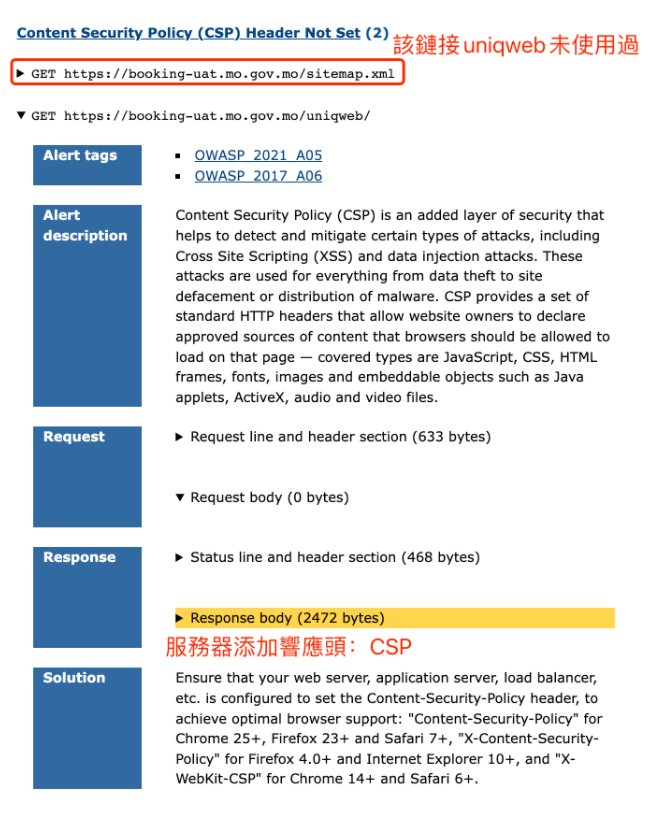 Content Security Policy (CSP) Header Not Set (2)
該鏈接uniqweb未使用過
▶ GET https://booking-uat.mo.gov.mo/sitemap.xml
▼ GET https://booking-uat.mo.gov.mo/uniqweb/
Alert tags
▪ OWASP_2021_A05
▪ OWASP_2017_A06
Alert
description
Content Security Policy (CSP) is an added layer of security that
helps to detect and mitigate certain types of attacks, including
Cross Site Scripting (XSS) and data injection attacks. These
attacks are used for everything from data theft to site
defacement or distribution of malware. CSP provides a set of
standard HTTP headers that allow website owners to declare
approved sources of content that browsers should be allowed to
load on that page — covered types are JavaScript, CSS, HTML
frames, fonts, images and embeddable objects such as Java
applets, ActiveX, audio and video files.
Request
▶ Request line and header section (633 bytes)
▼ Request body (0 bytes)
Response
▶ Status line and header section (468 bytes)
▶ Response body (2472 bytes)
服務器添加響應頭：CSP
Solution
Ensure that your web server, application server, load balancer,
etc. is configured to set the Content-Security-Policy header, to
achieve optimal browser support: "Content-Security-Policy" for
Chrome 25+, Firefox 23+ and Safari 7+, "X-Content-Security-
Policy" for Firefox 4.0+ and Internet Explorer 10+, and "X-
WebKit-CSP" for Chrome 14+ and Safari 6+.